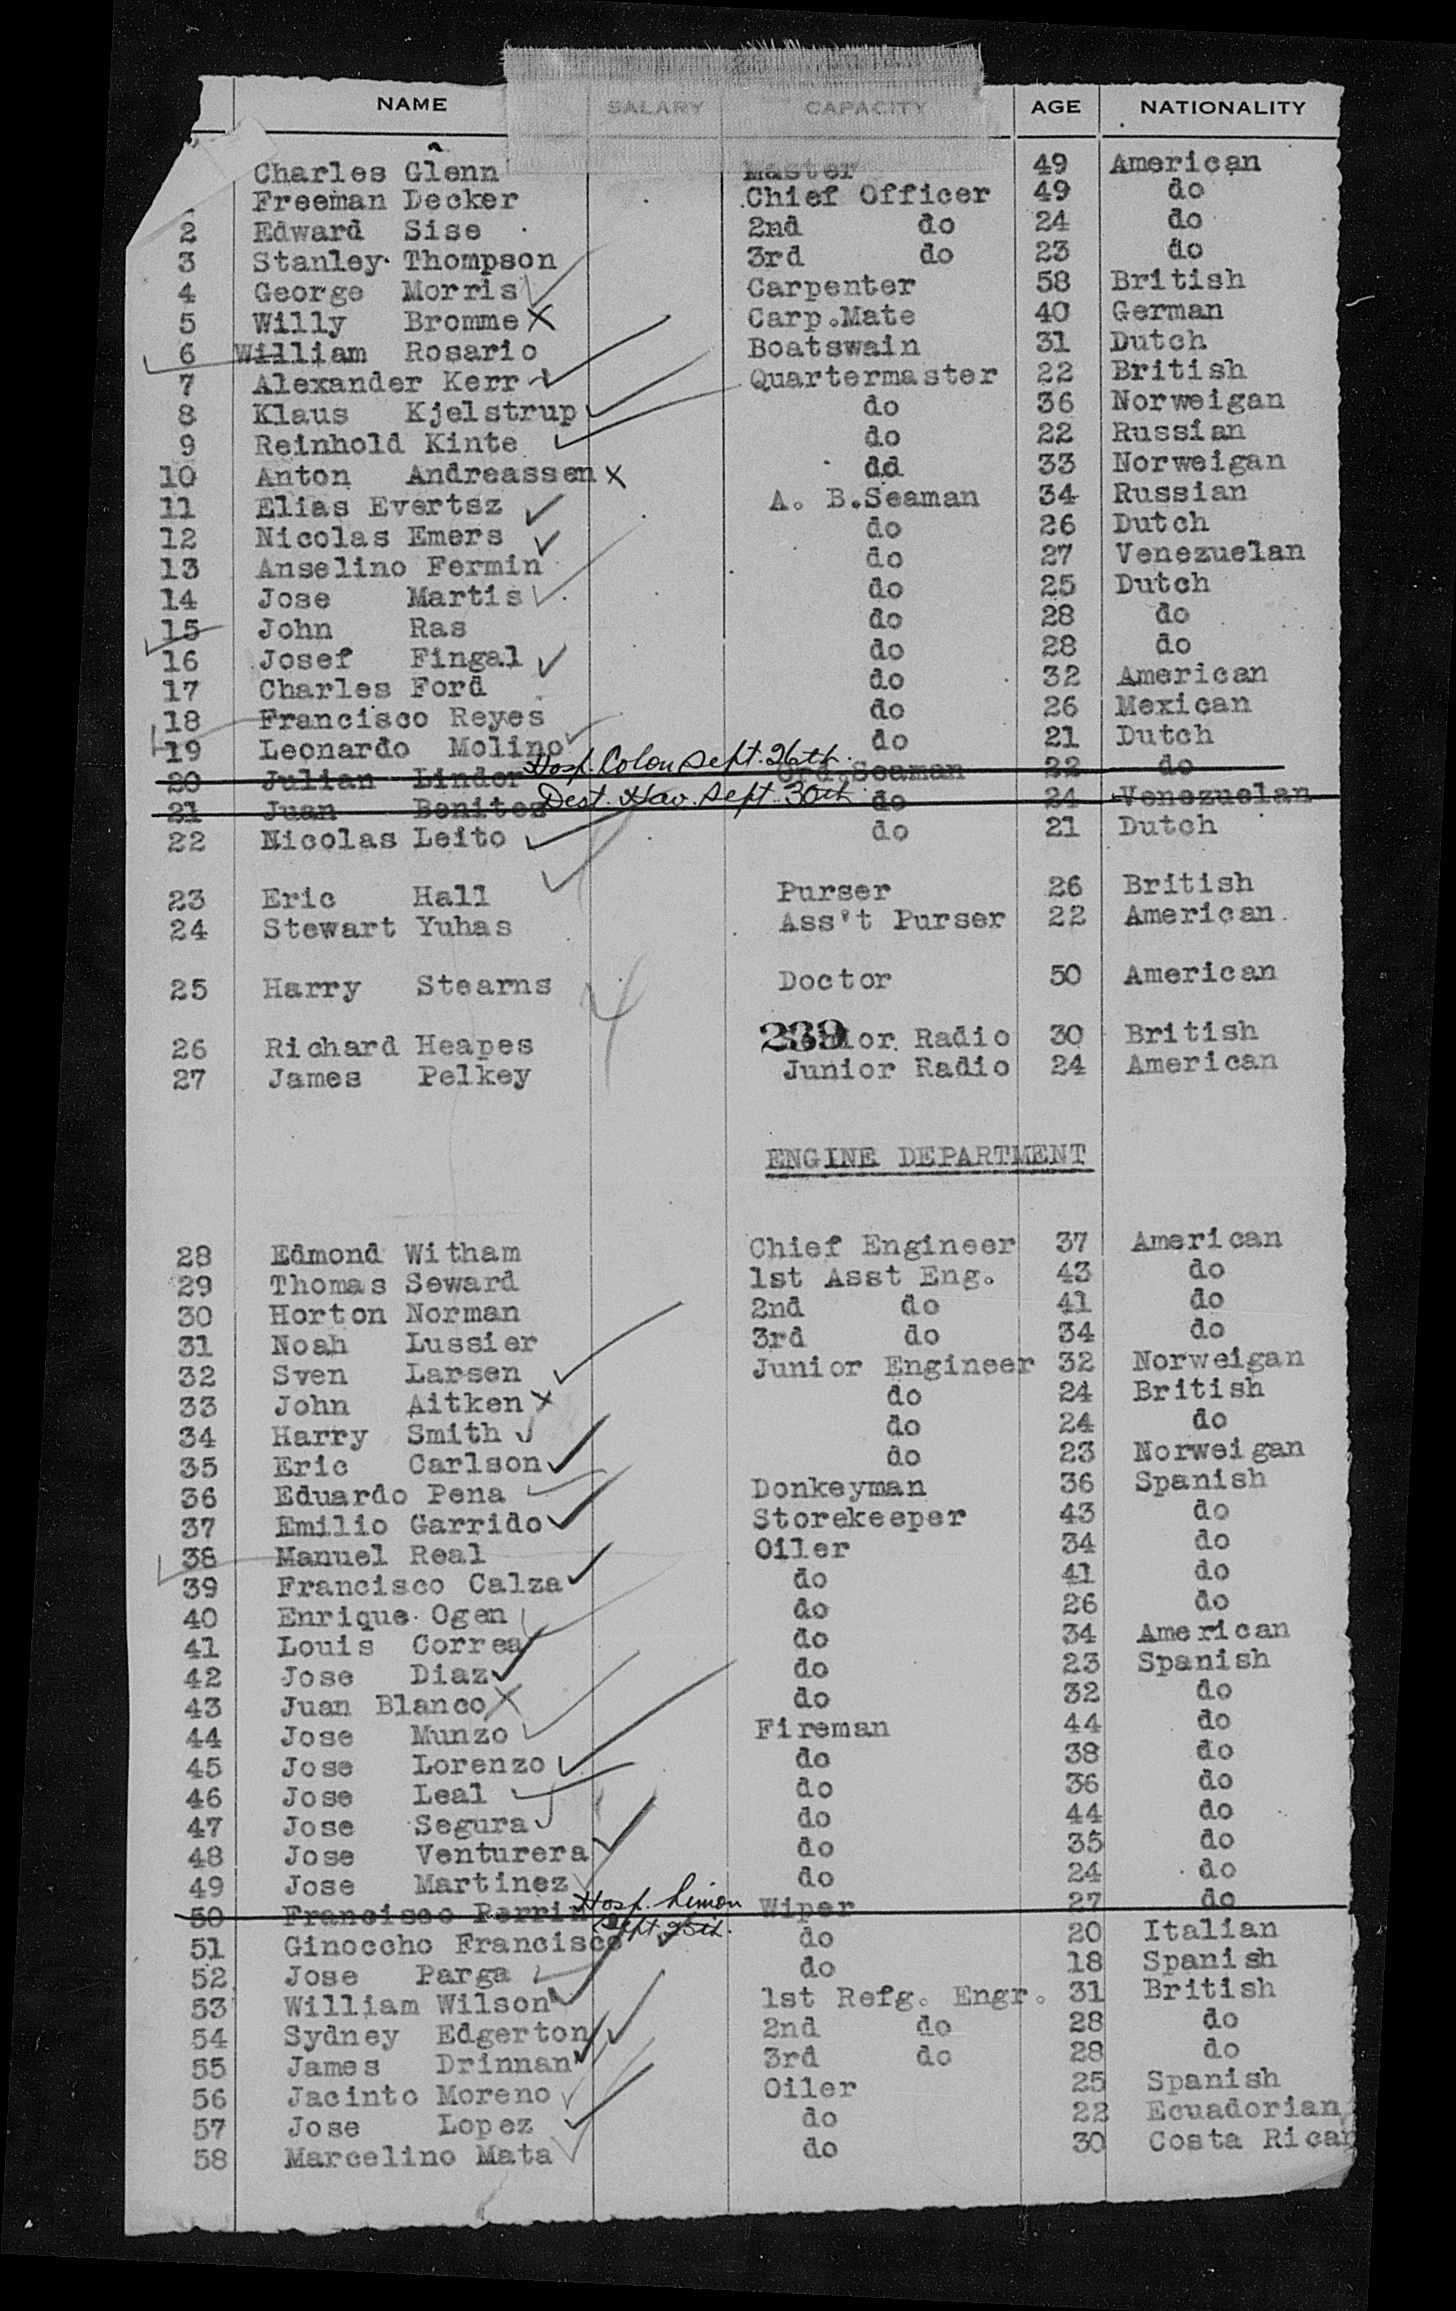 NAME SALARY CAPACITY AGE NATIONALITY
Charles Glenn Master 49 American
Freeman Decker Chief Officer 49 do
2 Edward Sise 2nd do 24 do
3 Stanley Thompson 3rd do 23 do
4 George Morris Carpenter 58 British
5 Willy Bromme X Carp.Mate 40 German
6 William Rosario Boatswain 31 Dutch
7 Alexander Kerr Quartermaster 22 British
8 Klaus Kjelstrup do 36 Norweigan
9 Reinhold Kinte do 22 Russian
10 Anton Andreassen X dd 33 Norweigan
11 Elias Evertsz A. B.Seaman 34 Russian
12 Nicolas Emers do 26 Dutch
13 Anselino Fermin do 27 Venezuelan
14 Jose Martis do 25 Dutch
15 John Ras do 28 do
16 Josef Fingal do 28 do
17 Charles Ford do 32 American
18 Francisco Reyes do 26 Mexican
19 Leonardo Molino do 21 Dutch
20 Julian Linder Hosp. Colon Sept. 26th. Ord.Seaman 22 do
21 Juan Benites Dest. Hav. Sept. 30th do 24 Venezuelan
22 Nicolas Leito do 21 Dutch
23 Eric Hall Purser 26 British
24 Stewart Yuhas Ass't Purser 22 American
25 Harry Stearns Doctor 50 American
239
26 Richard Heapes Senior Radio 30 British
27 James Pelkey Junior Radio 24 American
ENGINE DEPARTMENT
28 Edmond Witham Chief Engineer 37 American
29 Thomas Seward 1st Asst Eng. 43 do
30 Horton Norman 2nd do 41 do
31 Noah Lussier 3rd do 34 do
32 Sven Larsen Junior Engineer 32 Norweigan
33 John Aitken X do 24 British
34 Harry Smith do 24 do
35 Eric Carlson do 23 Norweigan
36 Eduardo Pena Donkeyman 36 Spanish
37 Emilio Garrido Storekeeper 43 do
38 Manuel Real Oiler 34 do
39 Francisco Calza do 41 do
40 Enrique Ogen do 26 do
41 Louis Correa do 34 American
42 Jose Diaz do 23 Spanish
43 Juan Blanco X do 32 do
44 Jose Munzo Fireman 44 do
45 Jose Lorenzo do 38 do
46 Jose Leal do 36 do
47 Jose Segura do 44 do
48 Jose Venturera do 35 do
49 Jose Martinez do 24 do
50 Francisco Perrin Hosp. Limon Sept. 25th. Wiper 27 do
51 Ginoccho Francisco do 20 Italian
52 Jose Parga do 18 Spanish
53 William Wilson 1st Refg. Engr. 31 British
54 Sydney Edgerton 2nd do 28 do
55 James Drinnan 3rd do 28 do
56 Jacinto Moreno Oiler 25 Spanish
57 Jose Lopez do 22 Ecuadorian
58 Marcelino Mata do 30 Costa Rican